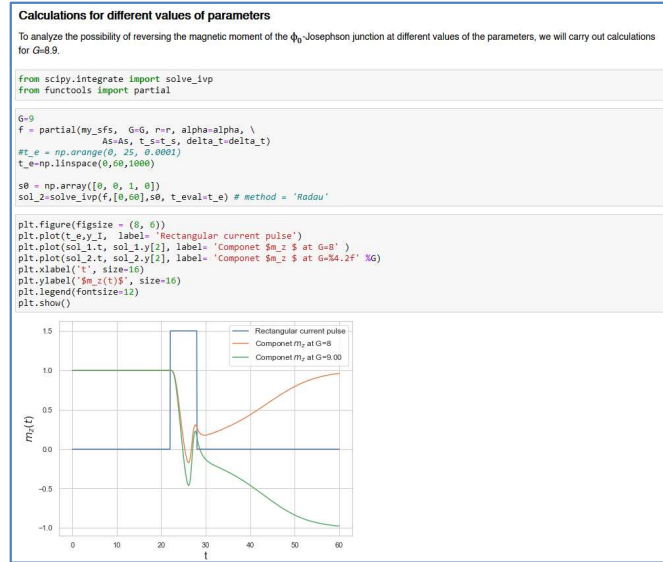 Calculations for different values of parameters
To analyze the possibility of reversing the magnetic moment of the ϕ₀-Josephson junction at different values of the parameters, we will carry out calculations
for G=8.9.
from scipy.integrate import solve_ivp
from functools import partial
G=9
f = partial(my_sfs,  G=G, r=r, alpha=alpha, \
As=As, t_s=t_s, delta_t=delta_t)
#t_e = np.arange(0, 25, 0.0001)
t_e=np.linspace(0,60,1000)
s0 = np.array([0, 0, 1, 0])
sol_2=solve_ivp(f,[0,60],s0, t_eval=t_e) # method = 'Radau'
plt.figure(figsize = (8, 6))
plt.plot(t_e,y_I,  label= 'Rectangular current pulse')
plt.plot(sol_1.t, sol_1.y[2], label= 'Componet $m_z $ at G=8' )
plt.plot(sol_2.t, sol_2.y[2], label= 'Componet $m_z $ at G=%4.2f' %G)
plt.xlabel('t', size=16)
plt.ylabel('$m_z(t)$', size=16)
plt.legend(fontsize=12)
plt.show()
Rectangular current pulse
Componet m_z at G=8
Componet m_z at G=9.00
1.5
1.0
0.5
0.0
−0.5
−1.0
m_z(t)
0 10 20 30 40 50 60
t